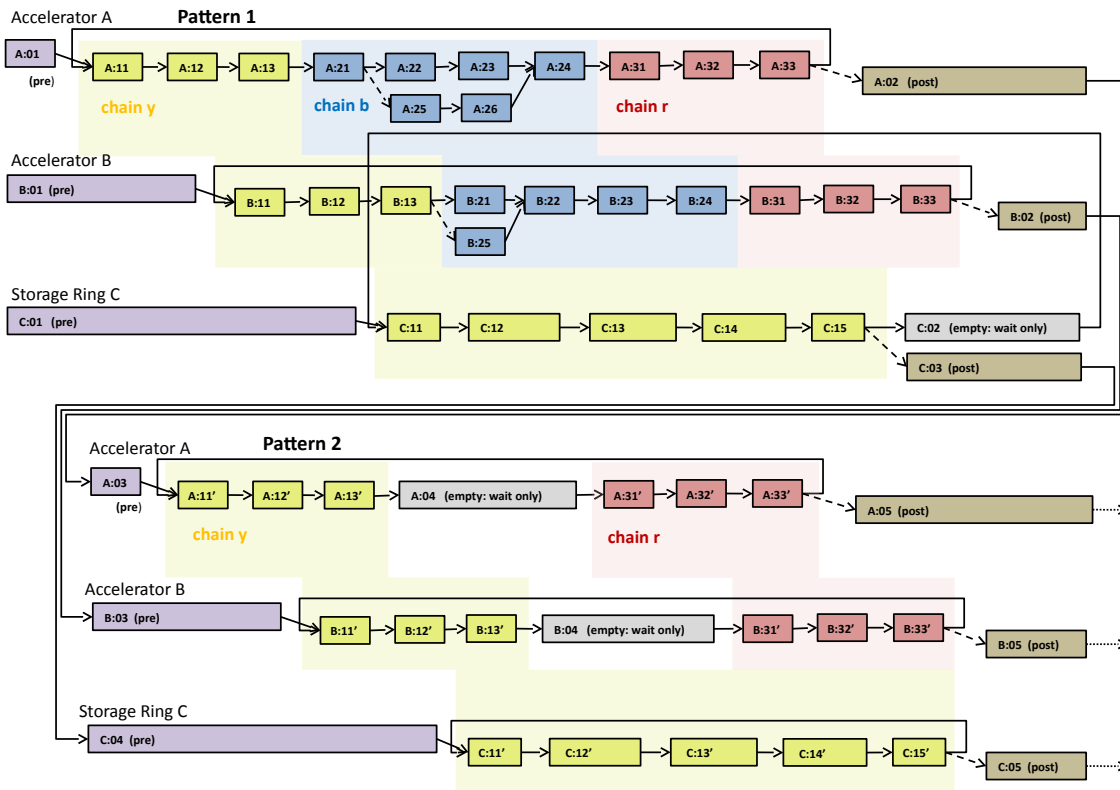 Accelerator A
Pattern 1
A:01
(pre)
A:11
A:12
A:13
A:21
A:22
A:23
A:24
A:31
A:32
A:33
A:02 (post)
chain y
chain b
A:25
A:26
chain r
Accelerator B
B:01 (pre)
B:11
B:12
B:13
B:21
B:22
B:23
B:24
B:31
B:32
B:33
B:02 (post)
B:25
Storage Ring C
C:01 (pre)
C:11
C:12
C:13
C:14
C:15
C:02 (empty: wait only)
C:03 (post)
Accelerator A
Pattern 2
A:03
(pre)
A:11’
A:12’
A:13’
A:04 (empty: wait only)
A:31’
A:32’
A:33’
A:05 (post)
chain y
chain r
Accelerator B
B:03 (pre)
B:11’
B:12’
B:13’
B:04 (empty: wait only)
B:31’
B:32’
B:33’
B:05 (post)
Storage Ring C
C:04 (pre)
C:11’
C:12’
C:13’
C:14’
C:15’
C:05 (post)